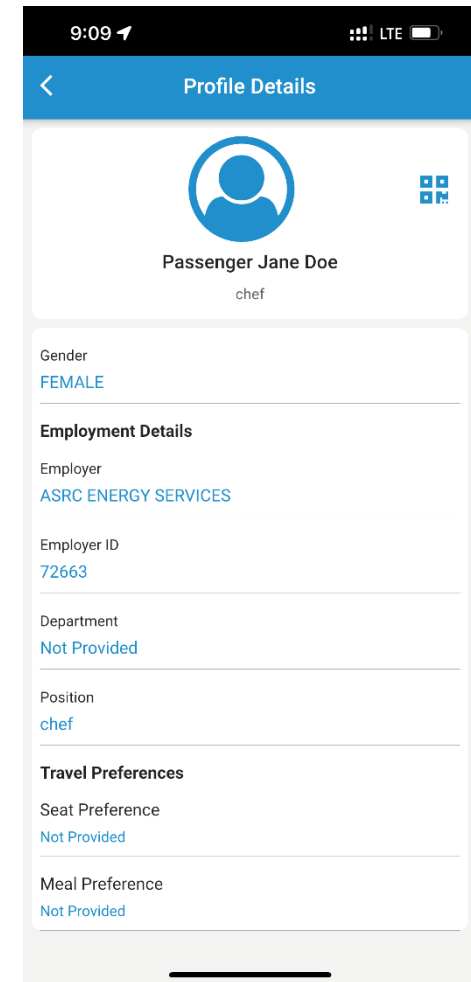 9:09
LTE
Profile Details
Passenger Jane Doe
chef
Gender
FEMALE
Employment Details
Employer
ASRC ENERGY SERVICES
Employer ID
72663
Department
Not Provided
Position
chef
Travel Preferences
Seat Preference
Not Provided
Meal Preference
Not Provided